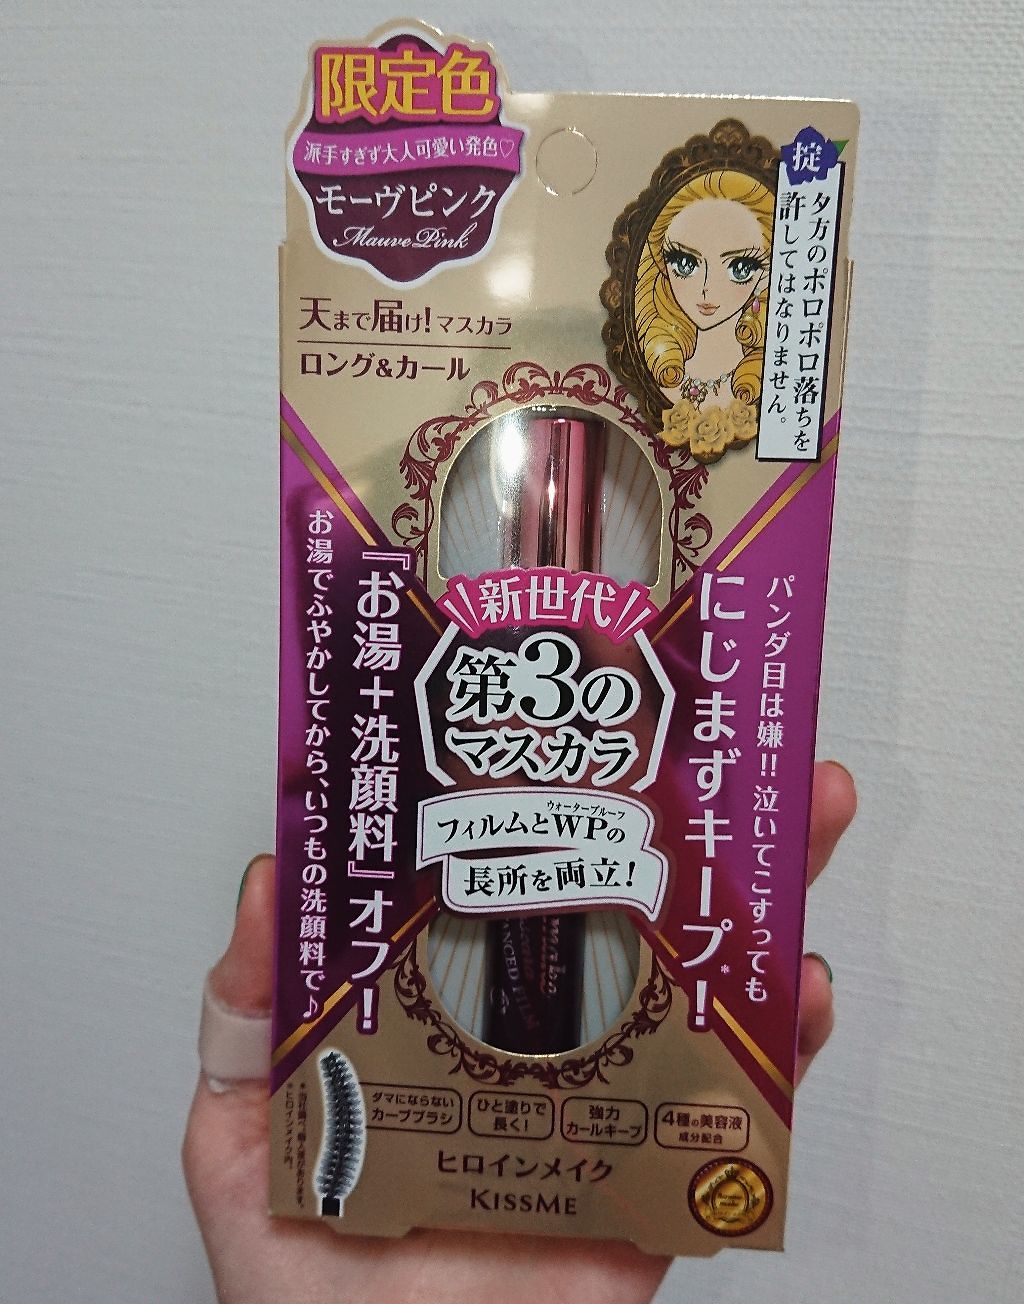 限定色
派手すぎず大人可愛い発色♡
モーヴピンク
Mauve Pink
掟
夕方のポロポロ落ちを
許してはなりません。
天まで届け!マスカラ
ロング&カール
パンダ目は嫌!!泣いてこすっても
にじまずキープ*!
『お湯+洗顔料』オフ!
お湯でふやかしてから、いつもの洗顔料で♪
新世代
第3の
マスカラ
ウォータープルーフ
フィルムとWPの
長所を両立!
ダマにならない
カーブブラシ
ひと塗りで
長く!
強力
カールキープ
4種の美容液
成分配合
*ヒロインメイク内。
ヒロインメイク
KISSME